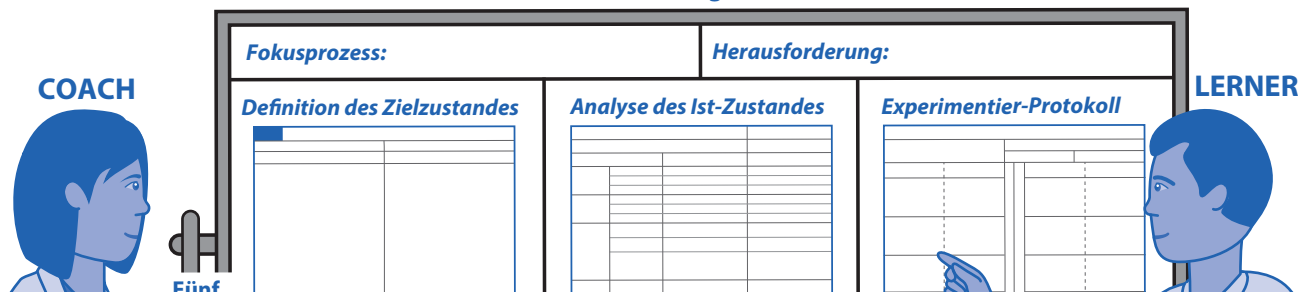 Fokusprozess:
Herausforderung:
COACH
LERNER
Definition des Zielzustandes
Analyse des Ist-Zustandes
Experimentier-Protokoll
Fünf